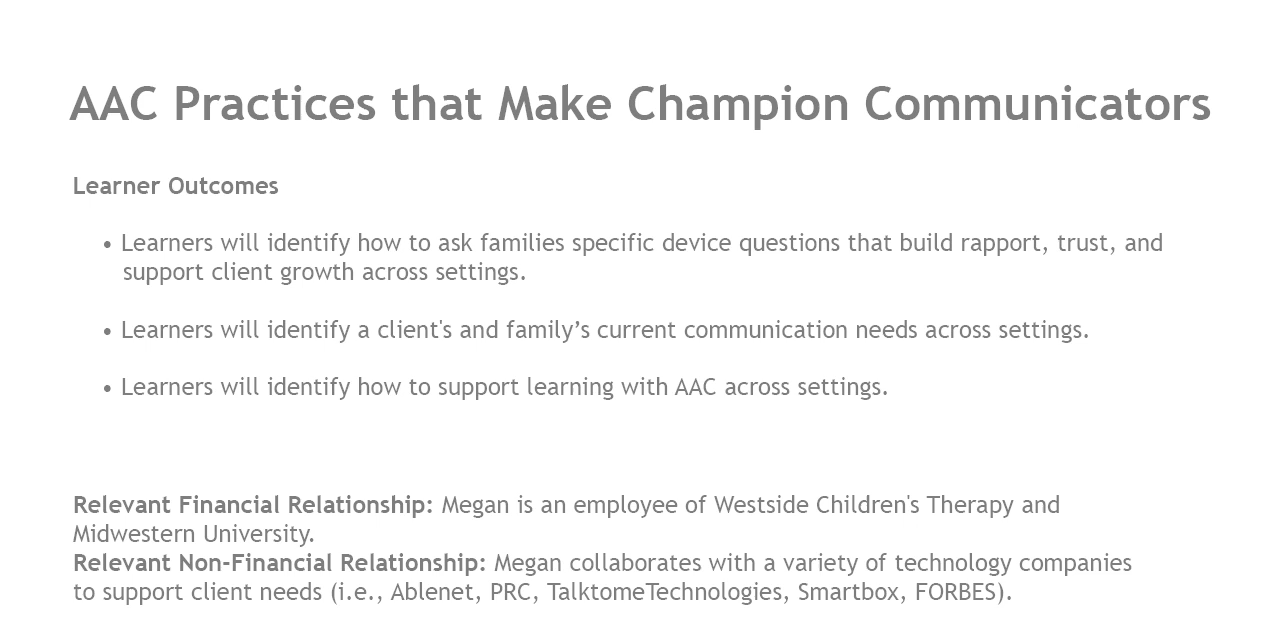 AAC Practices that Make Champion Communicators
Learner Outcomes
• Learners will identify how to ask families specific device questions that build rapport, trust, and
support client growth across settings.
• Learners will identify a client's and family’s current communication needs across settings.
• Learners will identify how to support learning with AAC across settings.
Relevant Financial Relationship: Megan is an employee of Westside Children's Therapy and
Midwestern University.
Relevant Non-Financial Relationship: Megan collaborates with a variety of technology companies
to support client needs (i.e., Ablenet, PRC, TalktomeTechnologies, Smartbox, FORBES).